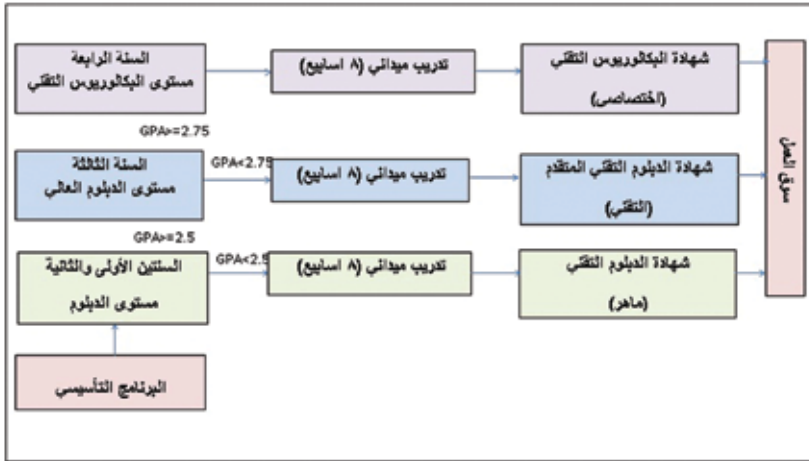 السنة الرابعة
مستوى البكالوريوس التقني
تدريب ميداني (٨ اسابيع)
شهادة البكالوريوس التقني
(اختصاصي)
سوق العمل
GPA>=2.75
السنة الثالثة
مستوى الدبلوم العالي
GPA<2.75
تدريب ميداني (٨ اسابيع)
شهادة الدبلوم التقني المتقدم
(التقني)
GPA>=2.5
السنتين الأولى والثانية
مستوى الدبلوم
GPA<2.5
تدريب ميداني (٨ اسابيع)
شهادة الدبلوم التقني
(ماهر)
البرنامج التأسيسي